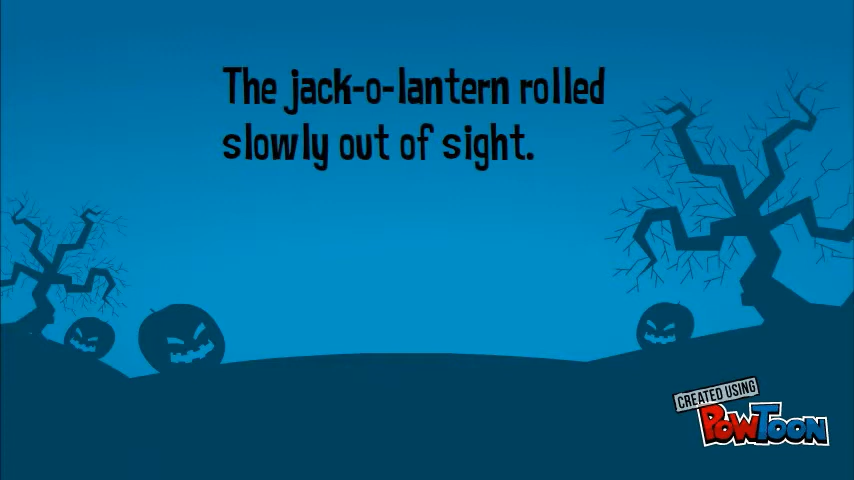 The jack-o-lantern rolled
slowly out of sight.
CREATED USING
POWTOON